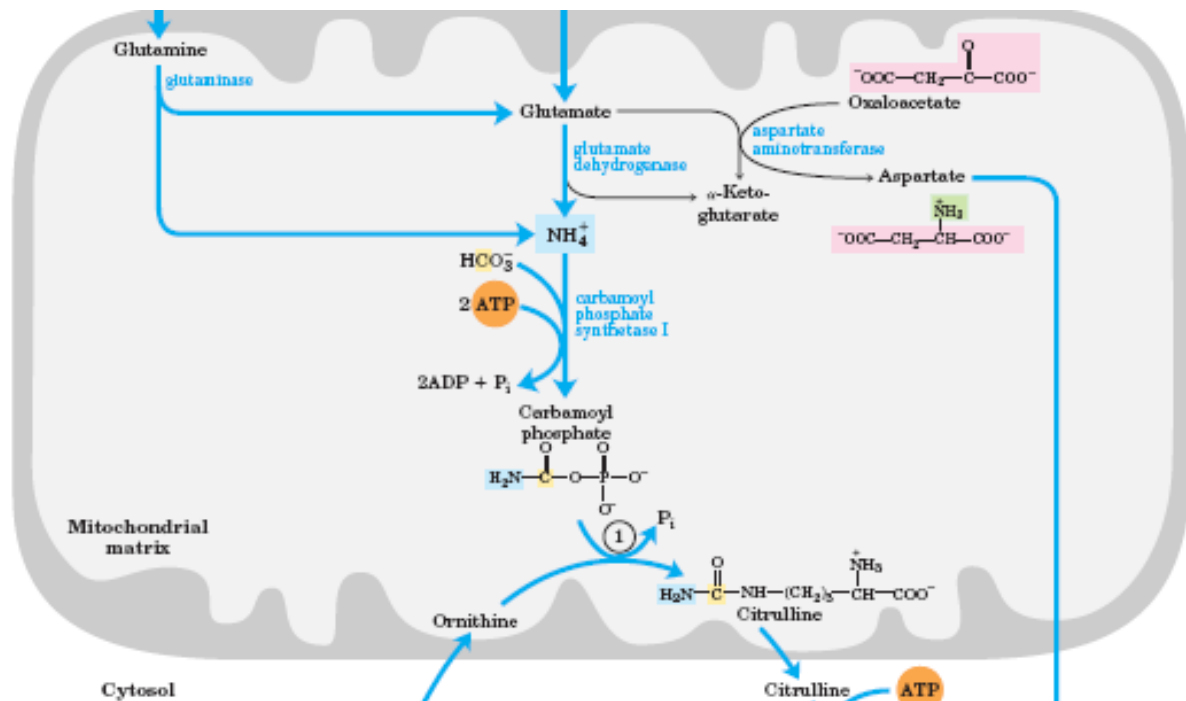 Glutamine
glutaminase
O
⁻OOC—CH₂—C—COO⁻
Oxaloacetate
Glutamate
aspartate
aminotransferase
glutamate
dehydrogenase
Aspartate
α-Keto-
glutarate
⁺NH₃
⁻OOC—CH₂—CH—COO⁻
NH₄⁺
HCO₃⁻
2 ATP
carbamoyl
phosphate
synthetase I
2ADP + Pᵢ
Carbamoyl
phosphate
O O
H₂N—C—O—P—O⁻
O⁻
Pᵢ
1
Mitochondrial
matrix
O ⁺NH₃
H₂N—C—NH—(CH₂)₃—CH—COO⁻
Citrulline
Ornithine
Cytosol
Citrulline
ATP